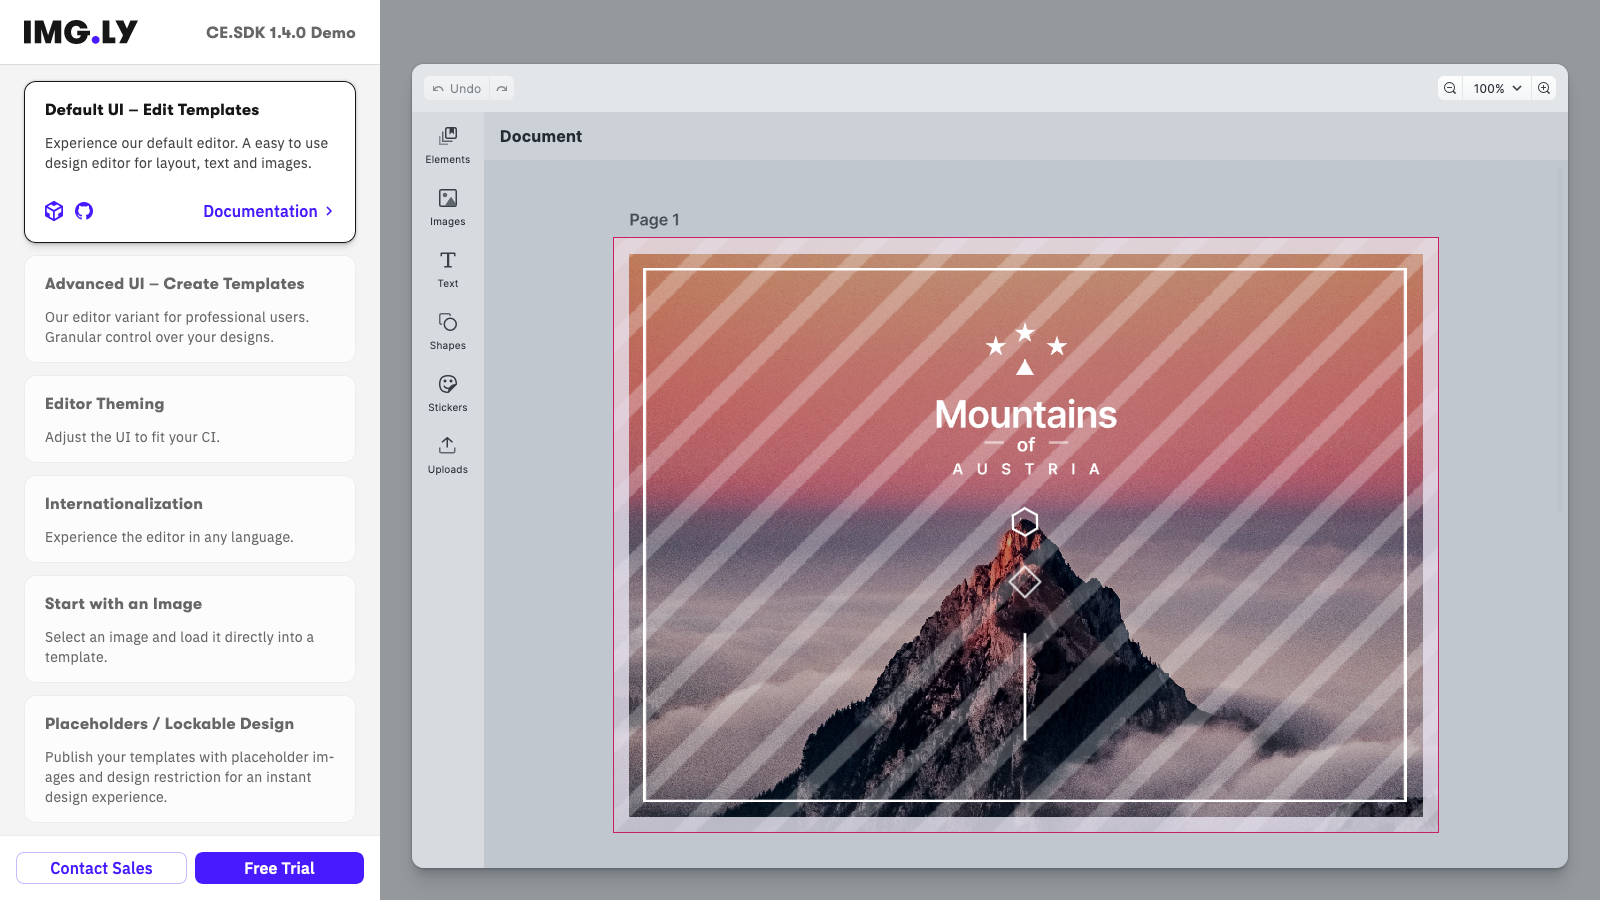 IMG.LY
CE.SDK 1.4.0 Demo
Default UI – Edit Templates
Experience our default editor. A easy to use
design editor for layout, text and images.
Documentation
Advanced UI – Create Templates
Our editor variant for professional users.
Granular control over your designs.
Editor Theming
Adjust the UI to fit your CI.
Internationalization
Experience the editor in any language.
Start with an Image
Select an image and load it directly into a
template.
Placeholders / Lockable Design
Publish your templates with placeholder im-
ages and design restriction for an instant
design experience.
Contact Sales
Free Trial
Undo
100%
Elements
Images
Text
Shapes
Stickers
Uploads
Document
Page 1
Mountains
of
AUSTRIA